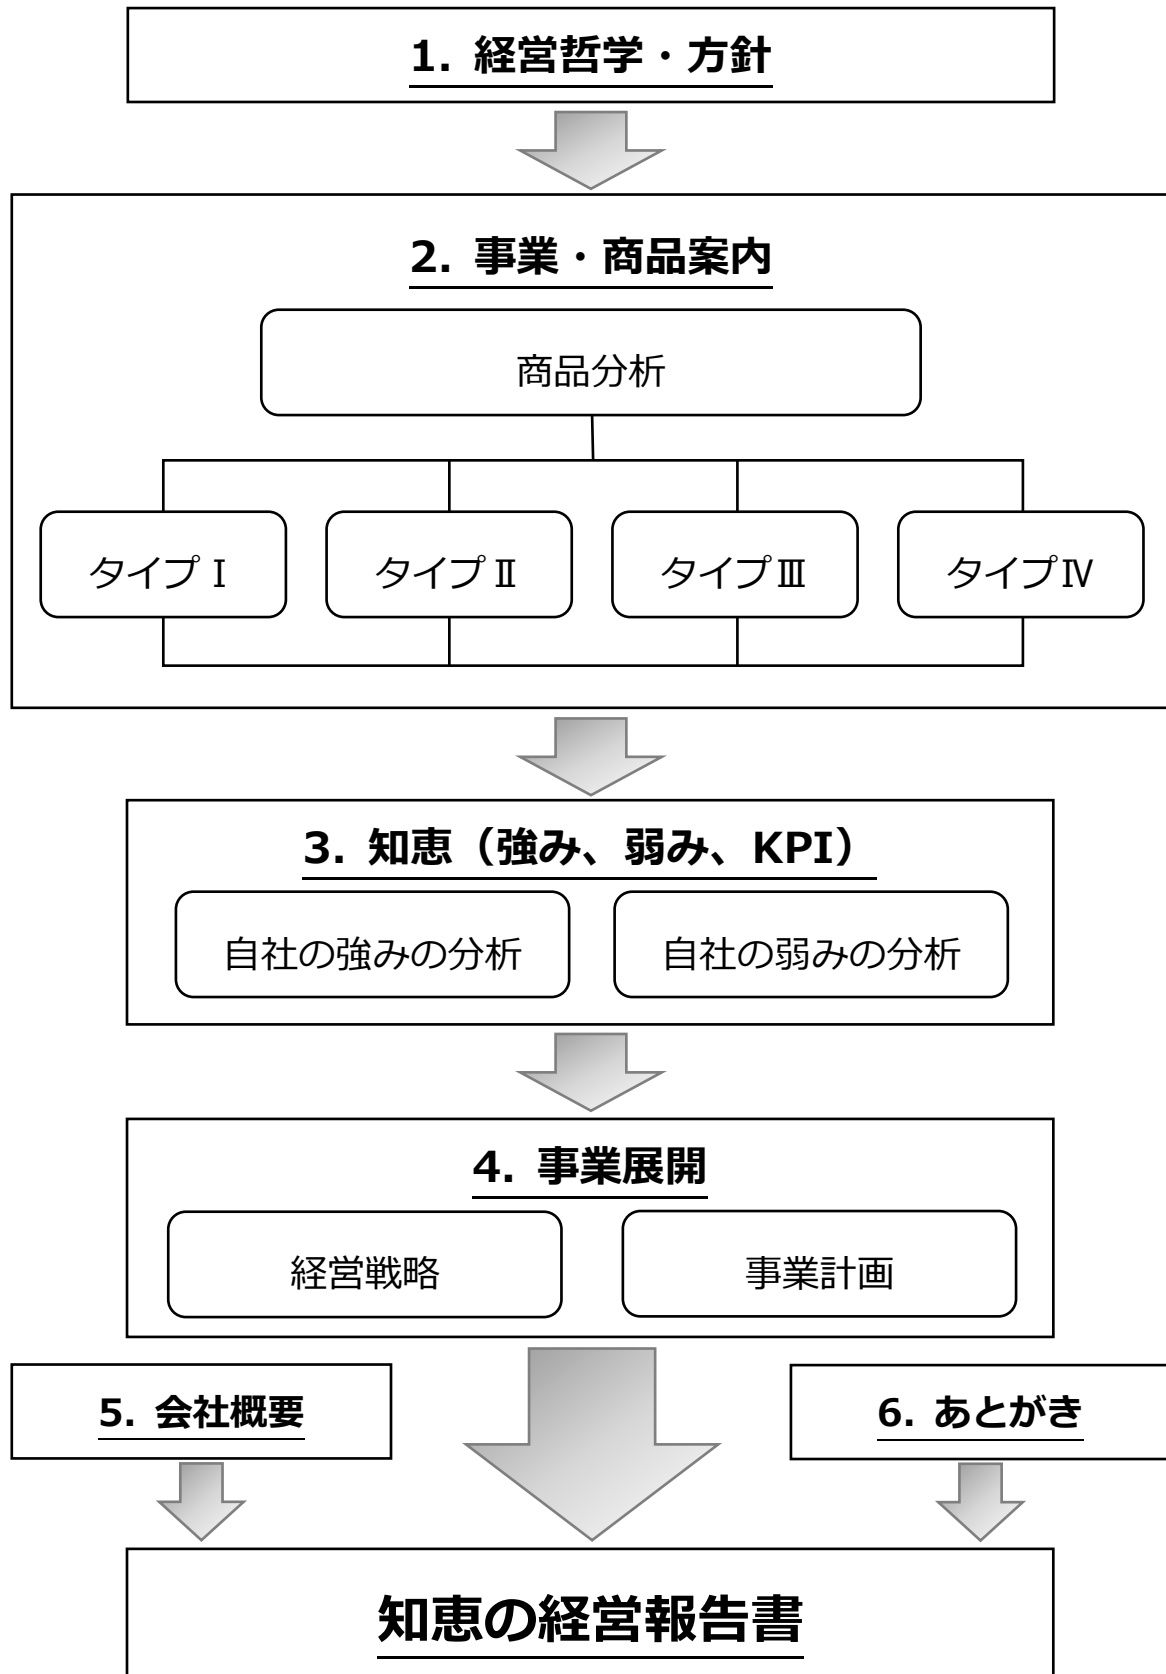 1. 経営哲学・方針
2. 事業・商品案内
商品分析
タイプⅠ
タイプⅡ
タイプⅢ
タイプⅣ
3. 知恵（強み、弱み、KPI）
自社の強みの分析
自社の弱みの分析
4. 事業展開
経営戦略
事業計画
5. 会社概要
6. あとがき
知恵の経営報告書